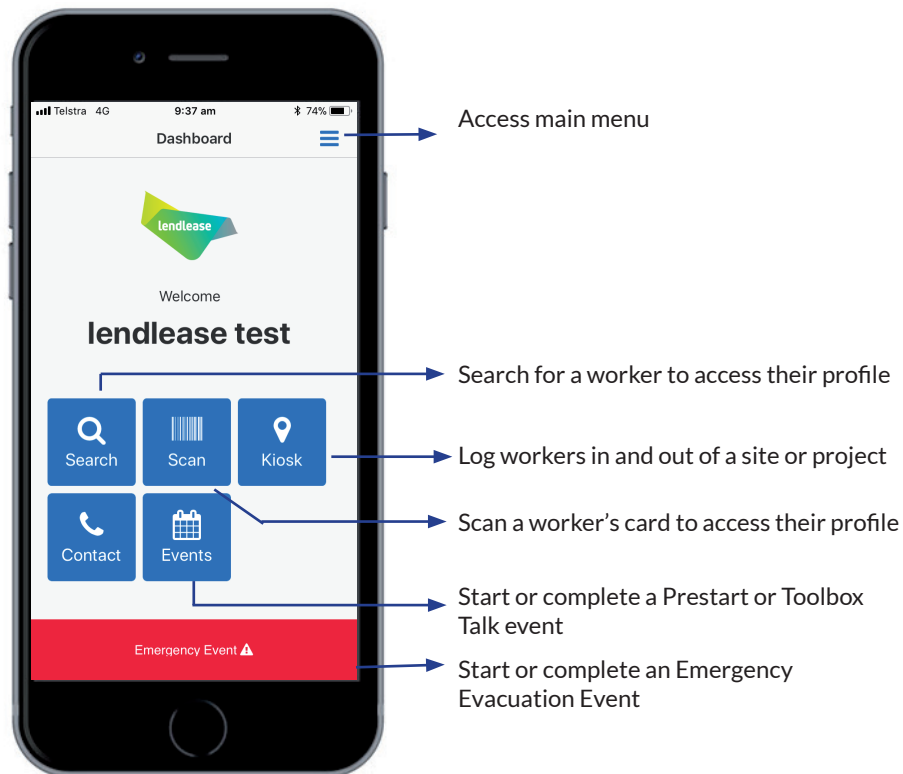 Telstra 4G 9:37 am 74%
Dashboard
Access main menu
lendlease
Welcome
lendlease test
Search for a worker to access their profile
Search Scan Kiosk
Log workers in and out of a site or project
Scan a worker's card to access their profile
Contact Events
Start or complete a Prestart or Toolbox
Talk event
Emergency Event
Start or complete an Emergency
Evacuation Event